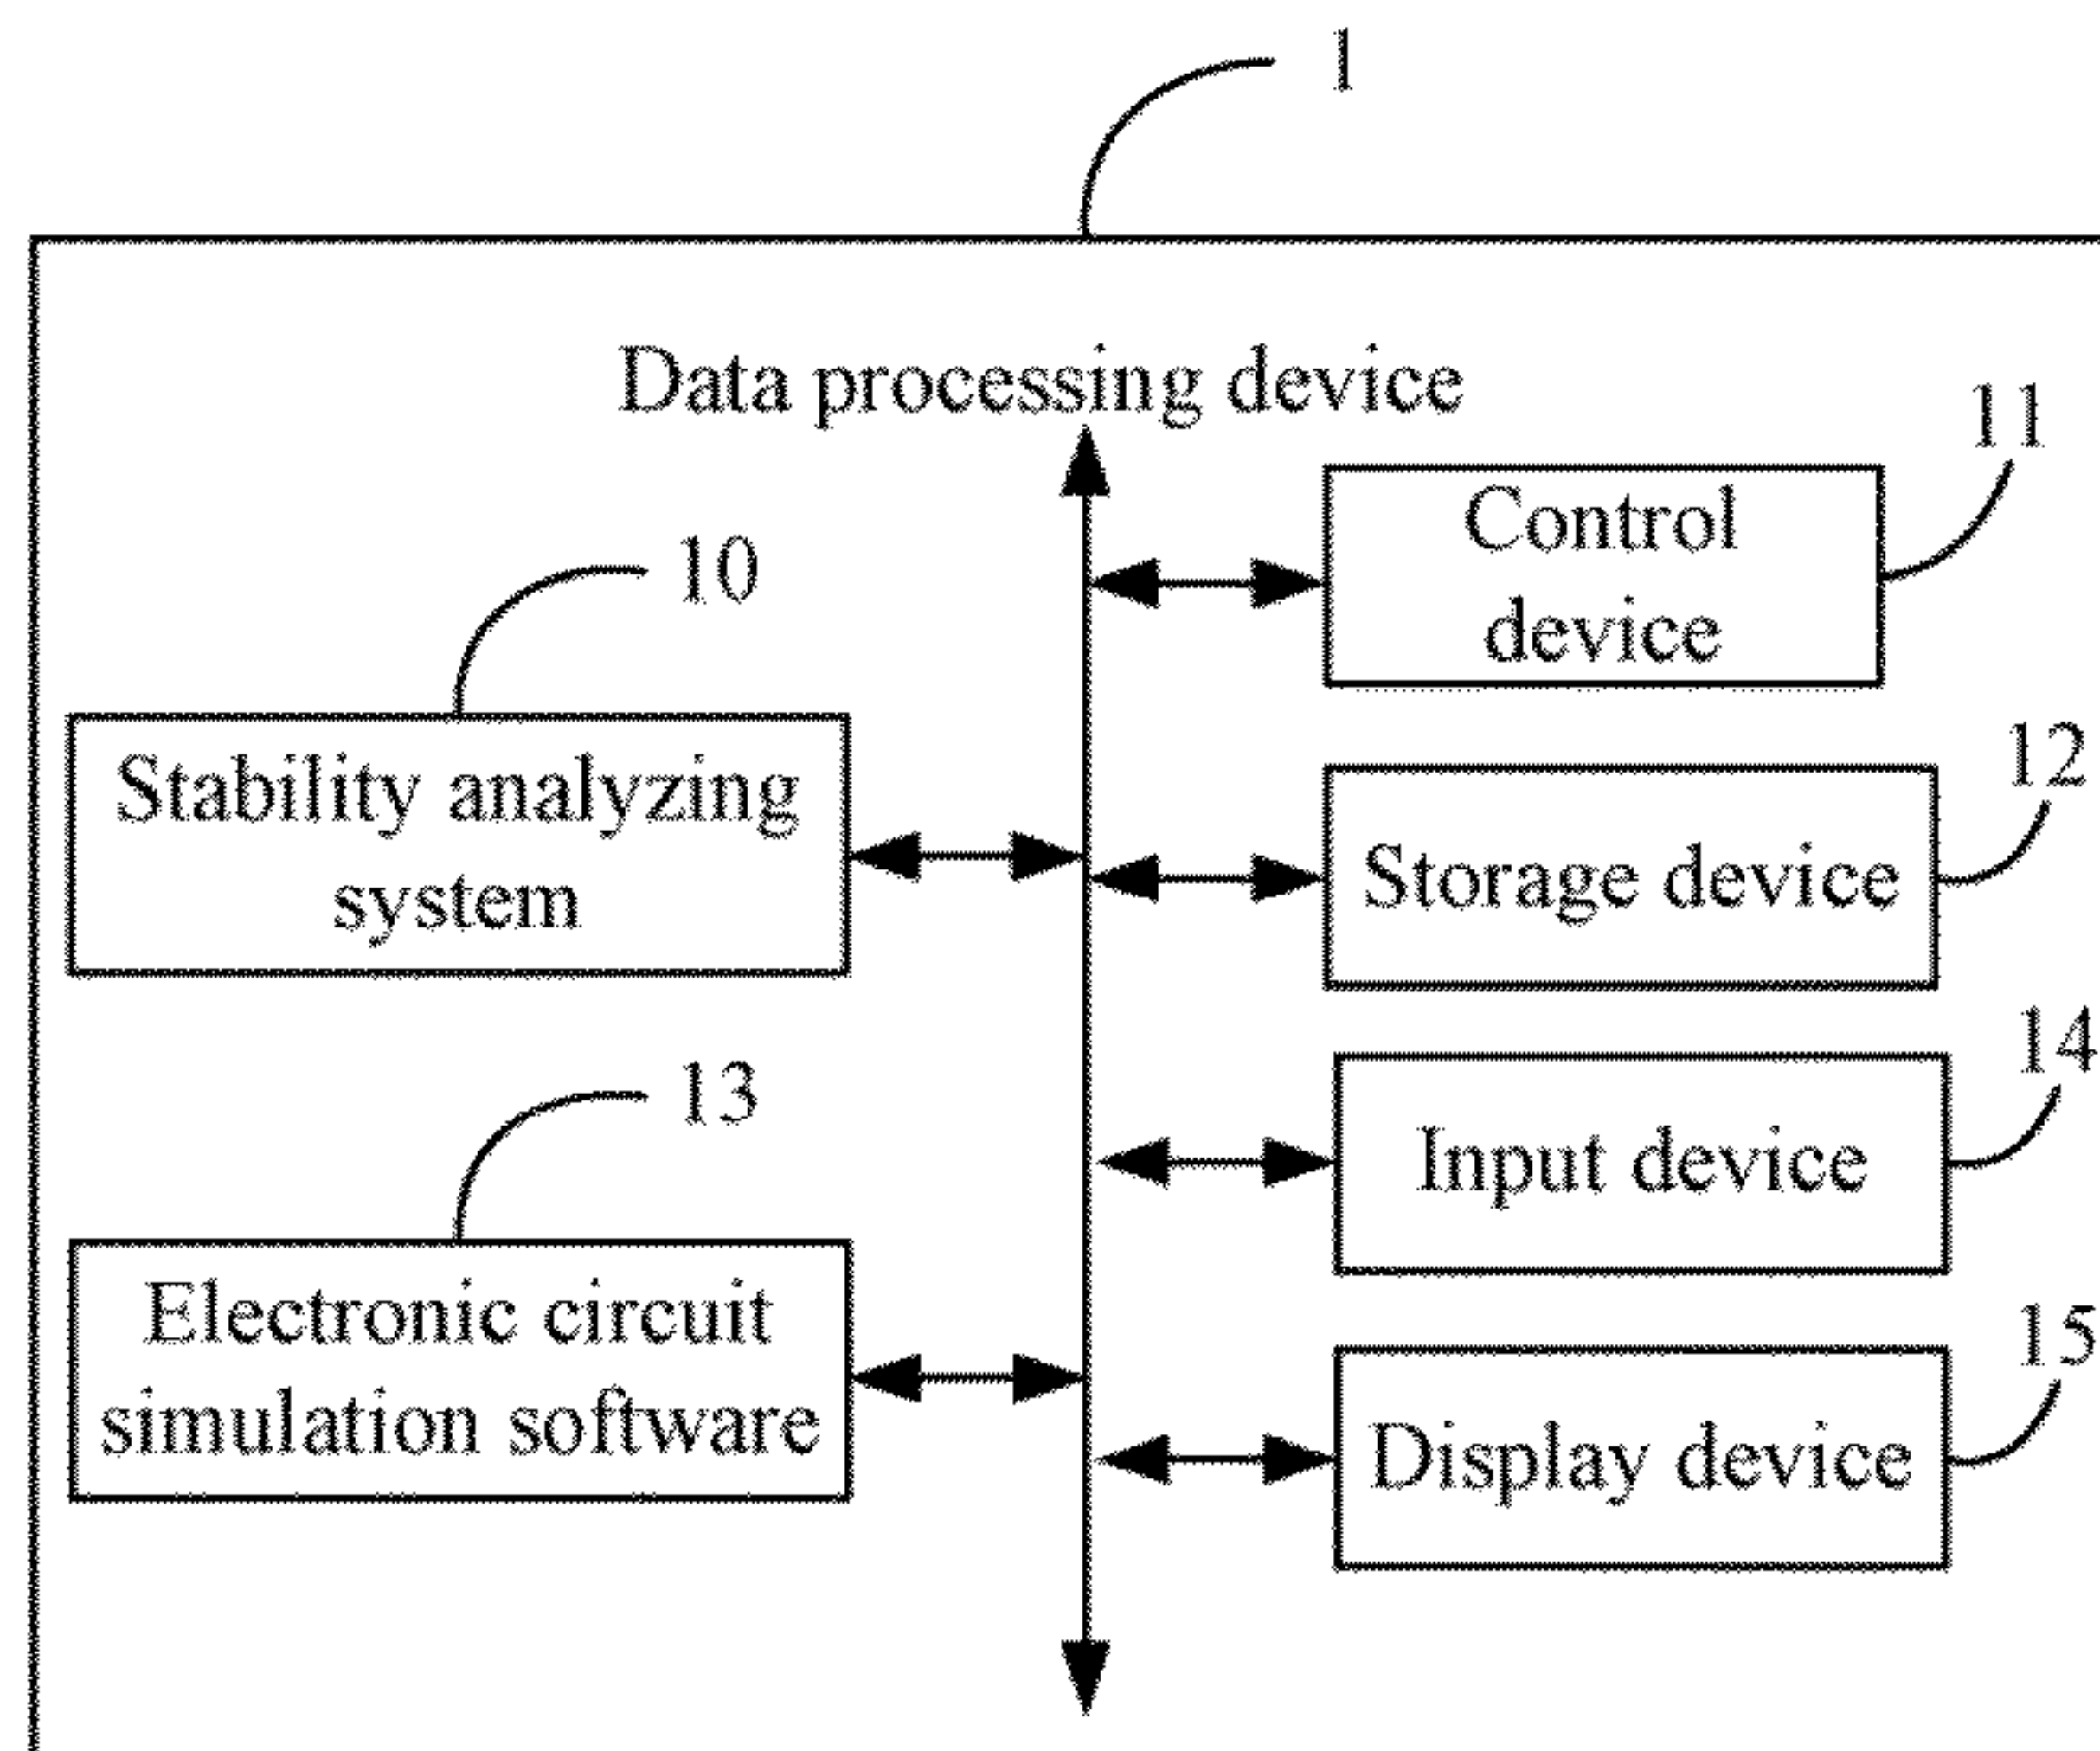 1
Data processing device
11
Control
device
10
Stability analyzing
system
12
Storage device
14
Input device
13
Electronic circuit
simulation software
15
Display device